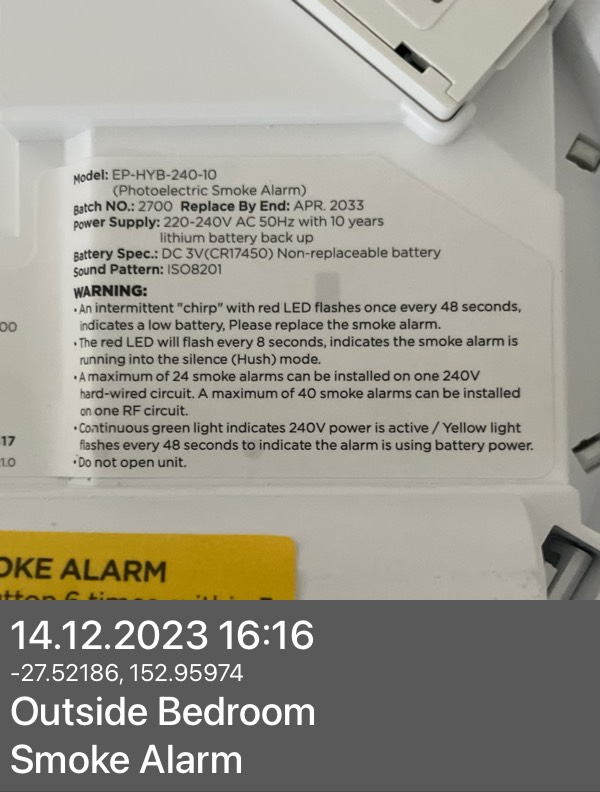 Model: EP-HYB-240-10
(Photoelectric Smoke Alarm)
Batch NO.: 2700 Replace By End: APR. 2033
Power Supply: 220-240V AC 50Hz with 10 years
lithium battery back up
Battery Spec.: DC 3V(CR17450) Non-replaceable battery
Sound Pattern: ISO8201
WARNING:
•An intermittent "chirp" with red LED flashes once every 48 seconds,
indicates a low battery, Please replace the smoke alarm.
•The red LED will flash every 8 seconds, indicates the smoke alarm is
running into the silence (Hush) mode.
•A maximum of 24 smoke alarms can be installed on one 240V
hard-wired circuit. A maximum of 40 smoke alarms can be installed
on one RF circuit.
•Continuous green light indicates 240V power is active / Yellow light
flashes every 48 seconds to indicate the alarm is using battery power.
•Do not open unit.
OKE ALARM
14.12.2023 16:16
-27.52186, 152.95974
Outside Bedroom
Smoke Alarm